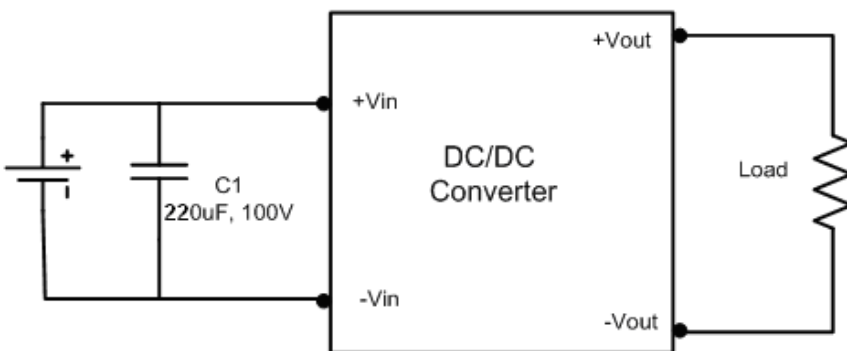 +Vout
+Vin
DC/DC
Converter
+
-
C1
220uF, 100V
Load
-Vin
-Vout